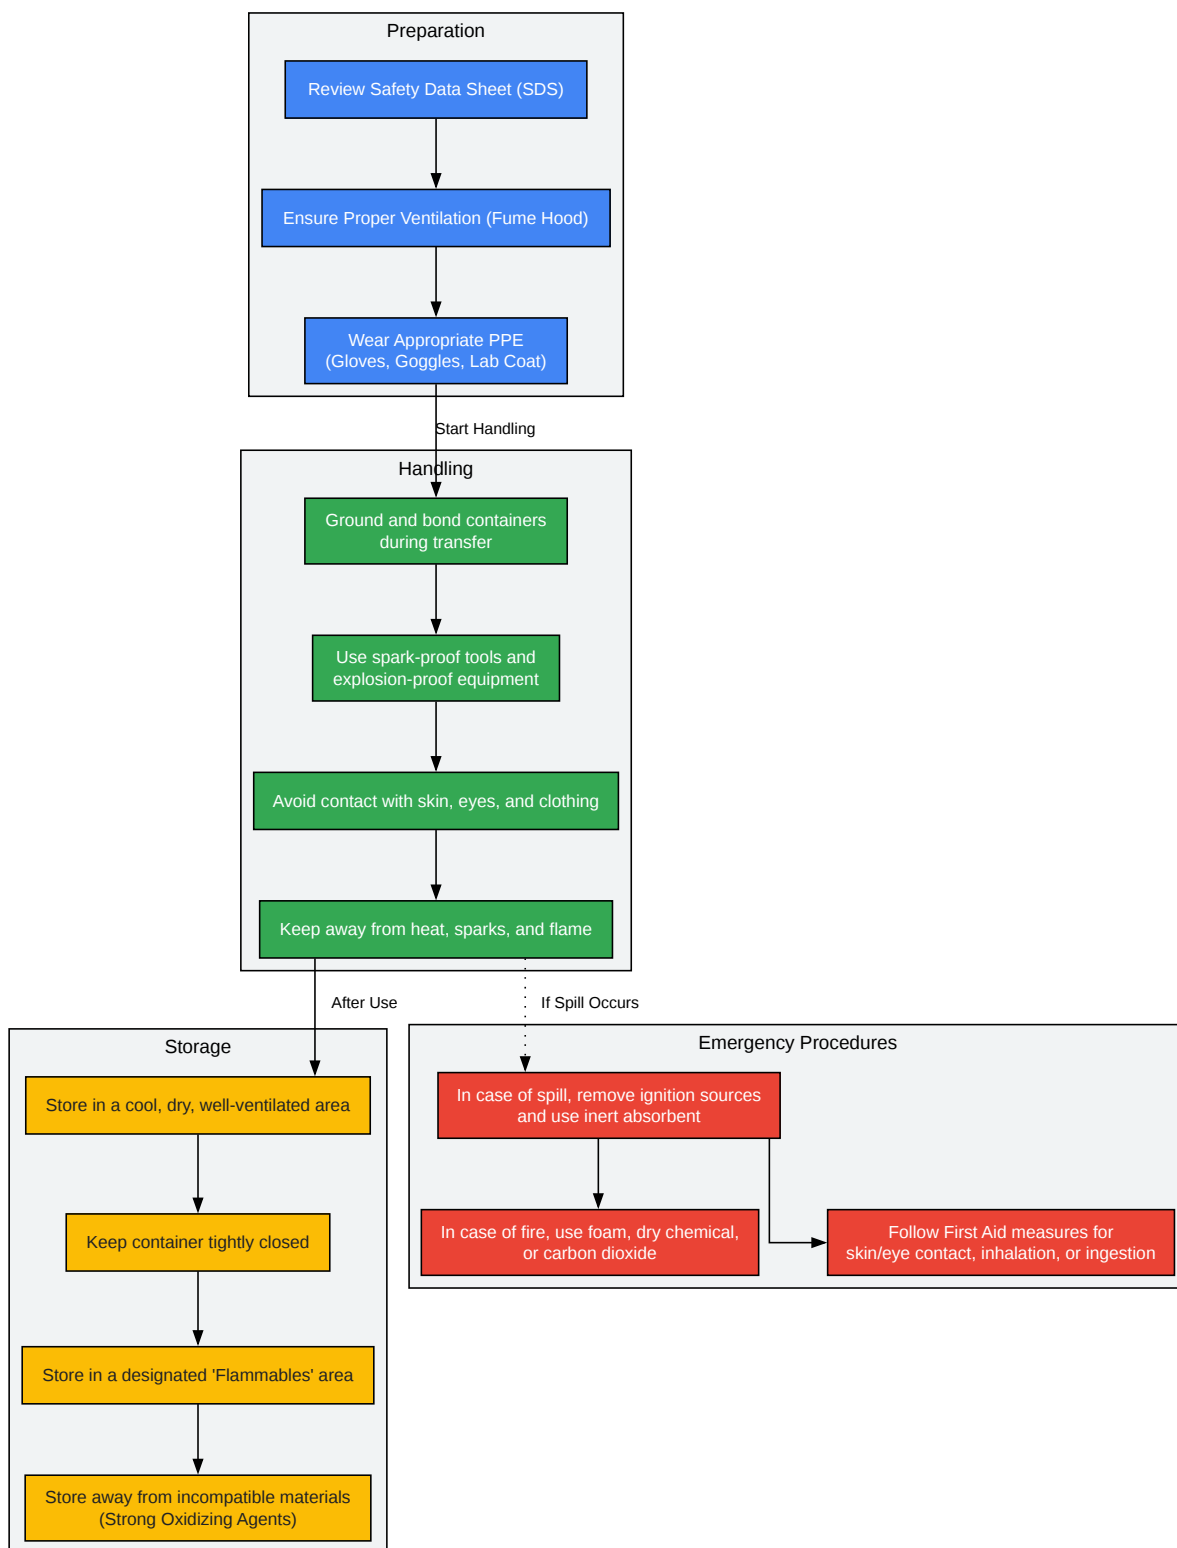 Preparation
Review Safety Data Sheet (SDS)
Ensure Proper Ventilation (Fume Hood)
Wear Appropriate PPE
(Gloves, Goggles, Lab Coat)
Start Handling
Handling
Ground and bond containers
during transfer
Use spark-proof tools and
explosion-proof equipment
Avoid contact with skin, eyes, and clothing
Keep away from heat, sparks, and flame
After Use
If Spill Occurs
Storage
Store in a cool, dry, well-ventilated area
Keep container tightly closed
Store in a designated 'Flammables' area
Store away from incompatible materials
(Strong Oxidizing Agents)
Emergency Procedures
In case of spill, remove ignition sources
and use inert absorbent
In case of fire, use foam, dry chemical,
or carbon dioxide
Follow First Aid measures for
skin/eye contact, inhalation, or ingestion